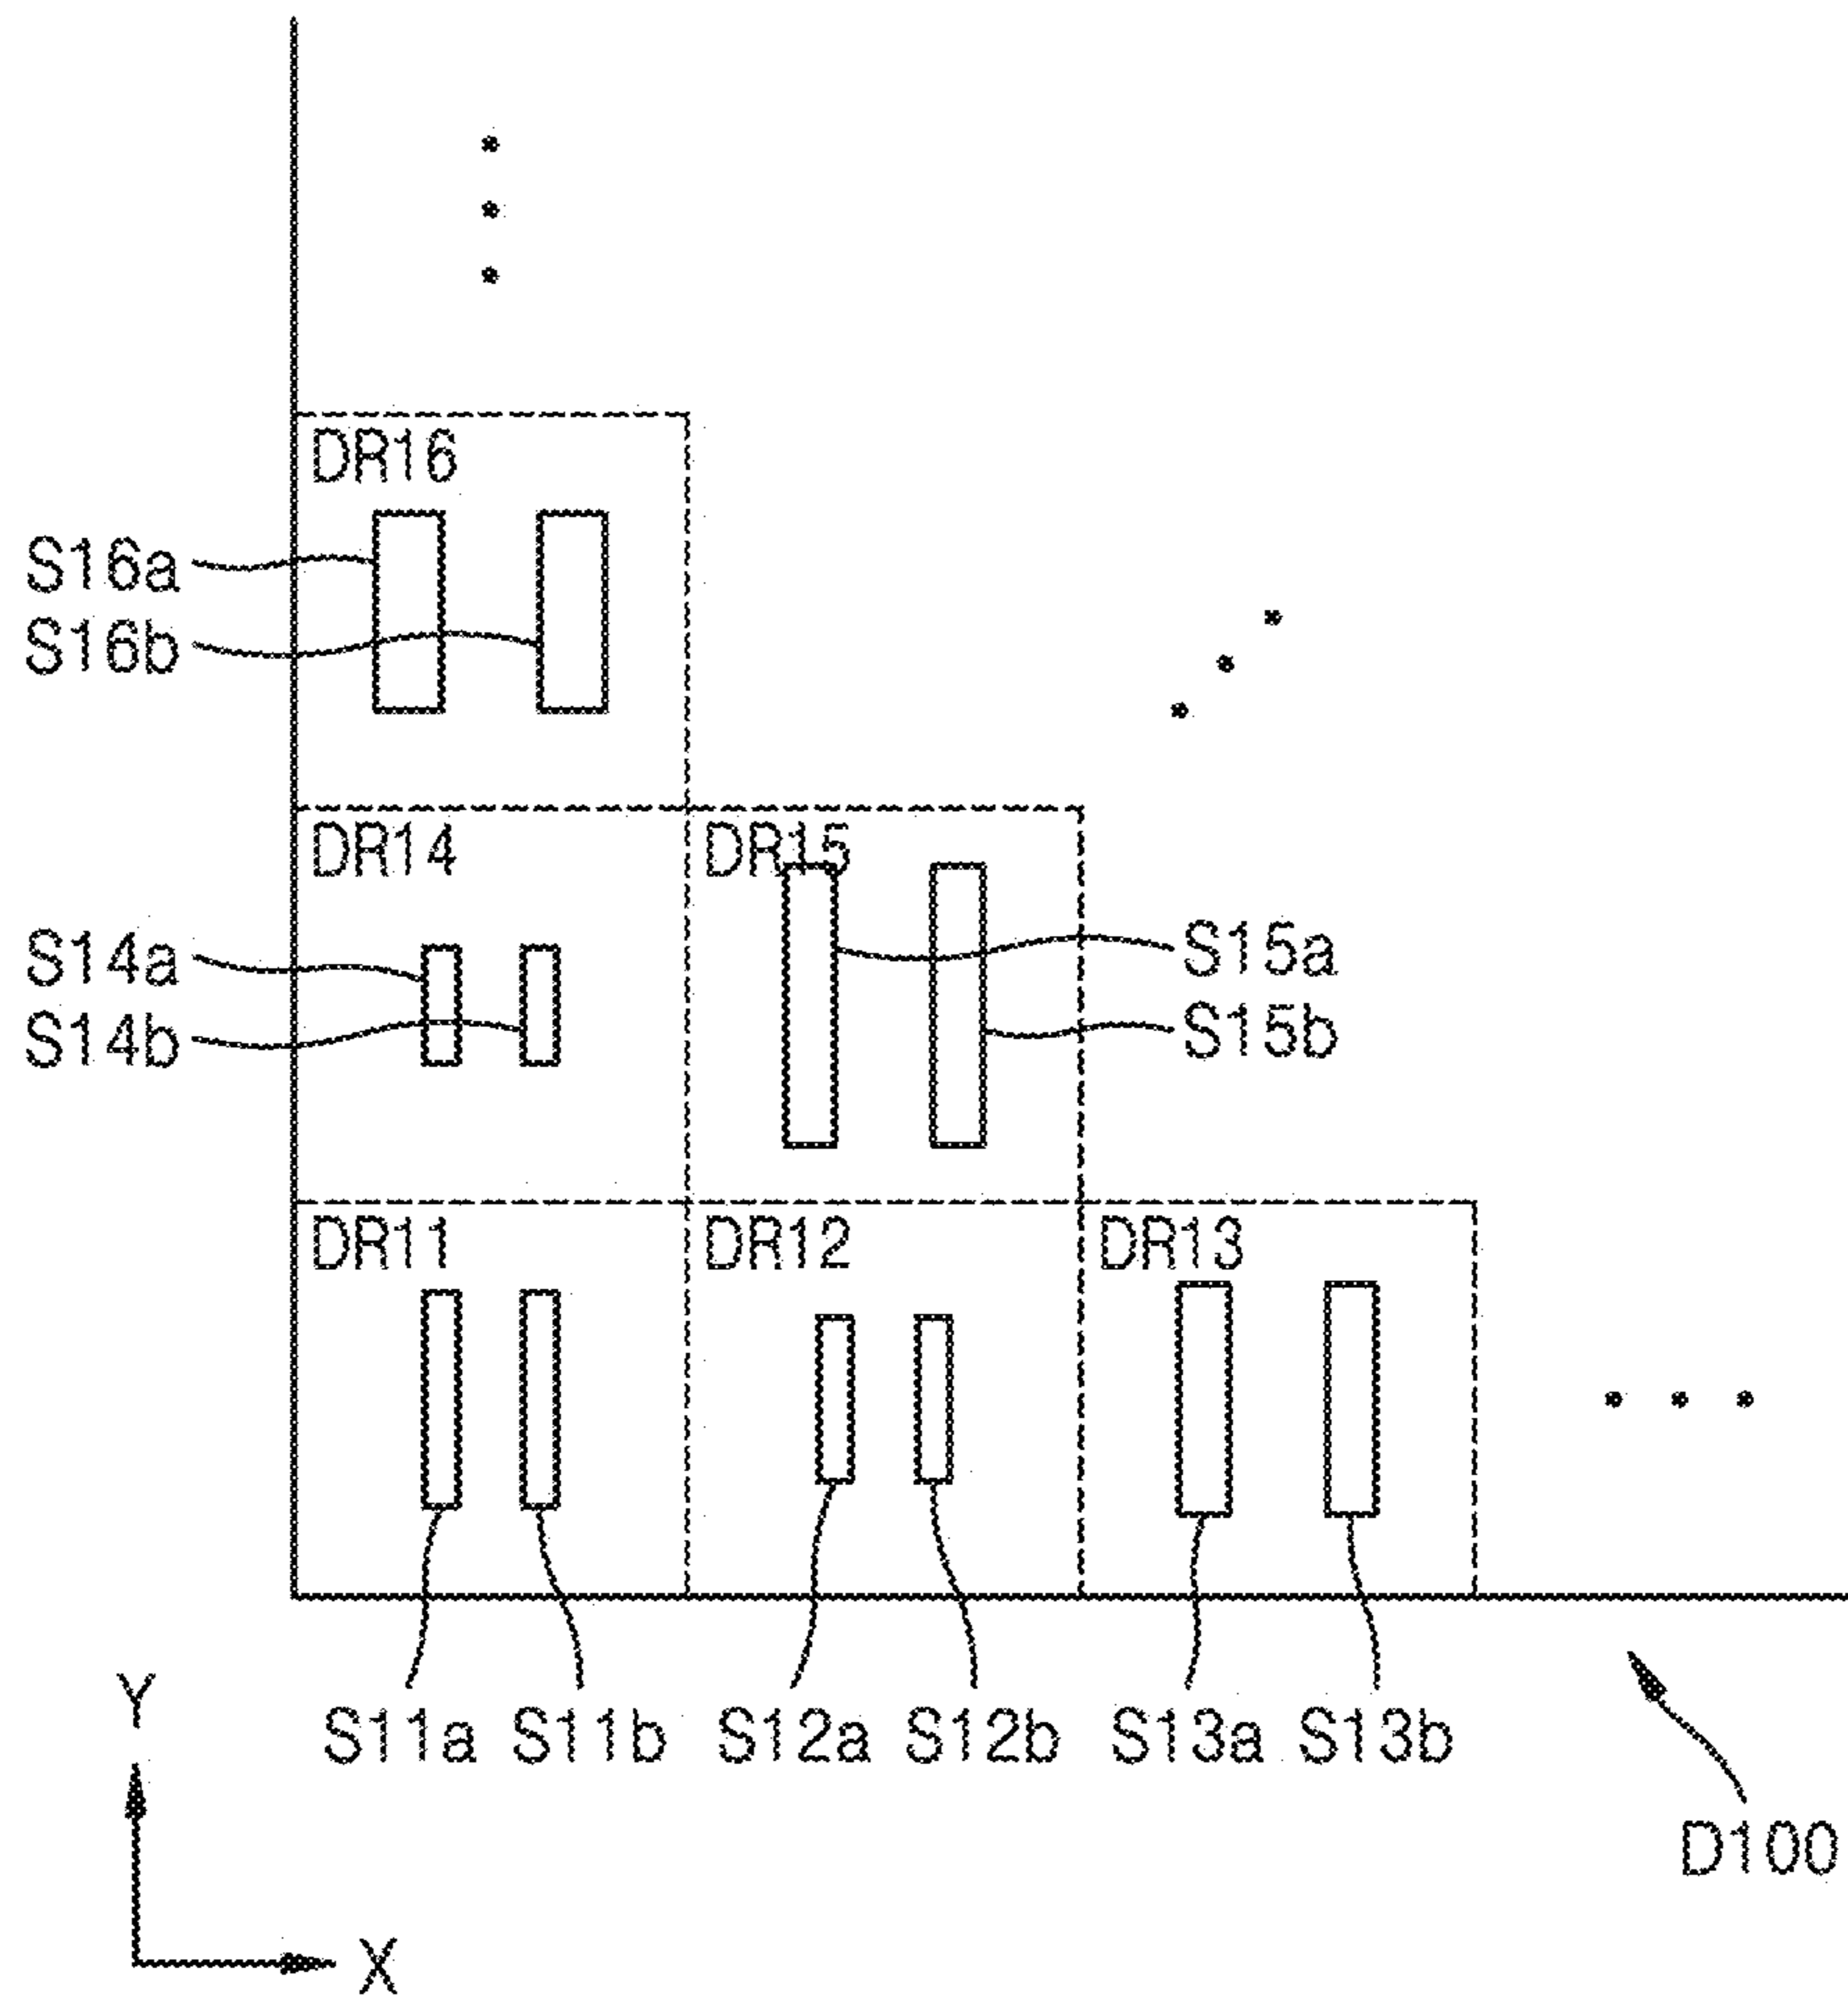 DR16
S16a
S16b
DR14
DR15
S14a
S14b
S15a
S15b
DR11
DR12
DR13
S11a
S11b
S12a
S12b
S13a
S13b
Y
X
D100